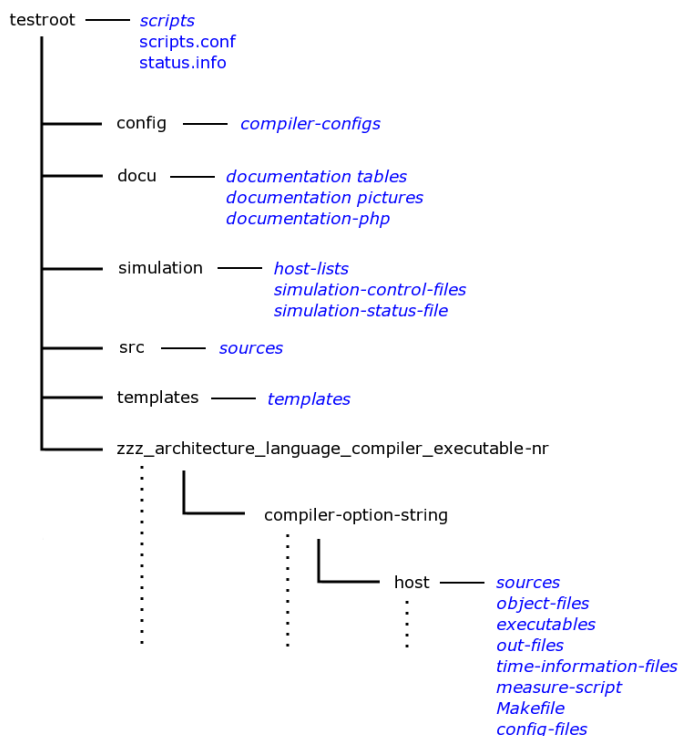 testroot scripts
scripts.conf
status.info
config compiler-configs
docu documentation tables
documentation pictures
documentation-php
simulation host-lists
simulation-control-files
simulation-status-file
src sources
templates templates
zzz_architecture_language_compiler_executable-nr
compiler-option-string
host sources
object-files
executables
out-files
time-information-files
measure-script
Makefile
config-files